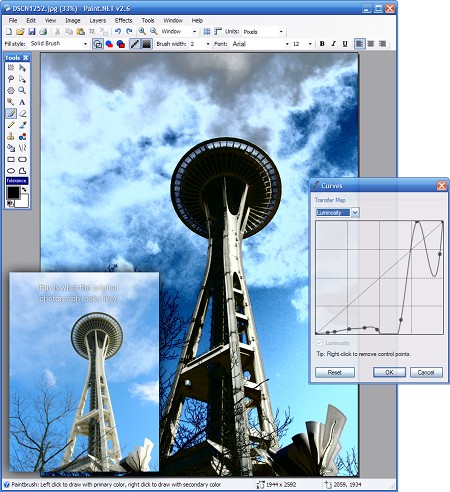 DSCN1252.jpg (33%) - Paint.NET v2.6
File Edit View Image Layers Effects Tools Window Help
Window Units: Pixels
Fill style: Solid Brush Brush width: 2 Font: Arial 12 B I U
Tools
Tolerance
this is what the original
photograph looks like)
Curves
Transfer Map
Luminosity
Luminosity
Tip: Right-click to remove control points.
Reset OK Cancel
Paintbrush: Left click to draw with primary color, right click to draw with secondary color 1944 x 2592 2059, 1934